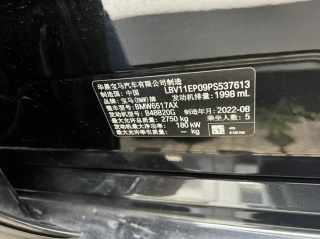 华晨宝马汽车有限公司制造
制造国: 中国 LBV11EP09PS537613
品牌: 宝马(BMW)牌 发动机排量: 1998 mL
整车型号: BMW6517AX
发动机型号: B48B20G 制造年月: 2022-08
最大允许总质量: 2750 kg 乘坐人数: 5
发动机最大净功率: 180 kW
-- kg